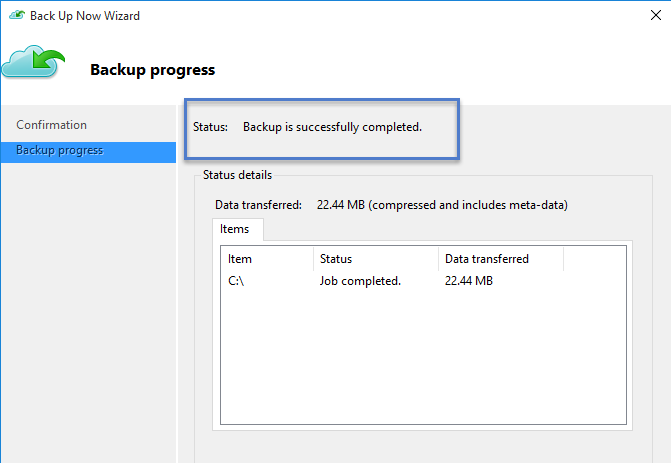 Back Up Now Wizard
Backup progress
Confirmation
Backup progress
Status: Backup is successfully completed.
Status details
Data transferred: 22.44 MB (compressed and includes meta-data)
Items
Item Status Data transferred
C:\ Job completed. 22.44 MB